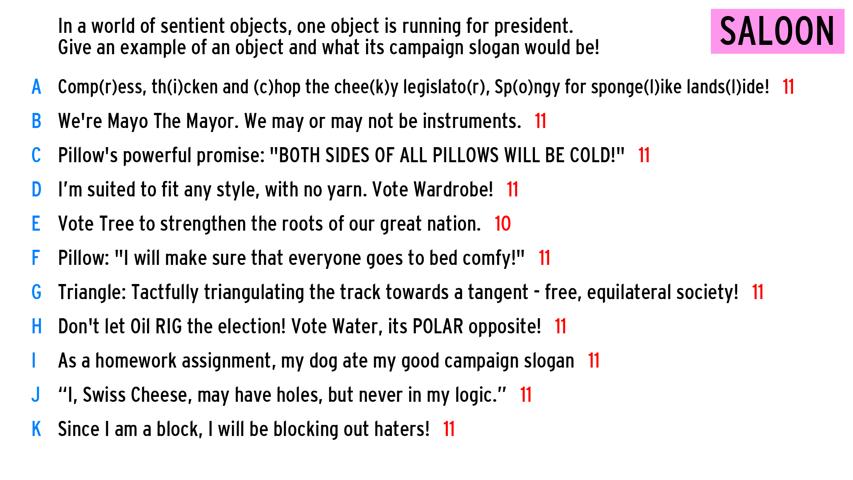 In a world of sentient objects, one object is running for president.
Give an example of an object and what its campaign slogan would be!
SALOON
A Comp(r)ess, th(i)cken and (c)hop the chee(k)y legislato(r), Sp(o)ngy for sponge(l)ike lands(l)ide! 11
B We're Mayo The Mayor. We may or may not be instruments. 11
C Pillow's powerful promise: "BOTH SIDES OF ALL PILLOWS WILL BE COLD!" 11
D I’m suited to fit any style, with no yarn. Vote Wardrobe! 11
E Vote Tree to strengthen the roots of our great nation. 10
F Pillow: "I will make sure that everyone goes to bed comfy!" 11
G Triangle: Tactfully triangulating the track towards a tangent - free, equilateral society! 11
H Don't let Oil RIG the election! Vote Water, its POLAR opposite! 11
I As a homework assignment, my dog ate my good campaign slogan 11
J “I, Swiss Cheese, may have holes, but never in my logic.” 11
K Since I am a block, I will be blocking out haters! 11